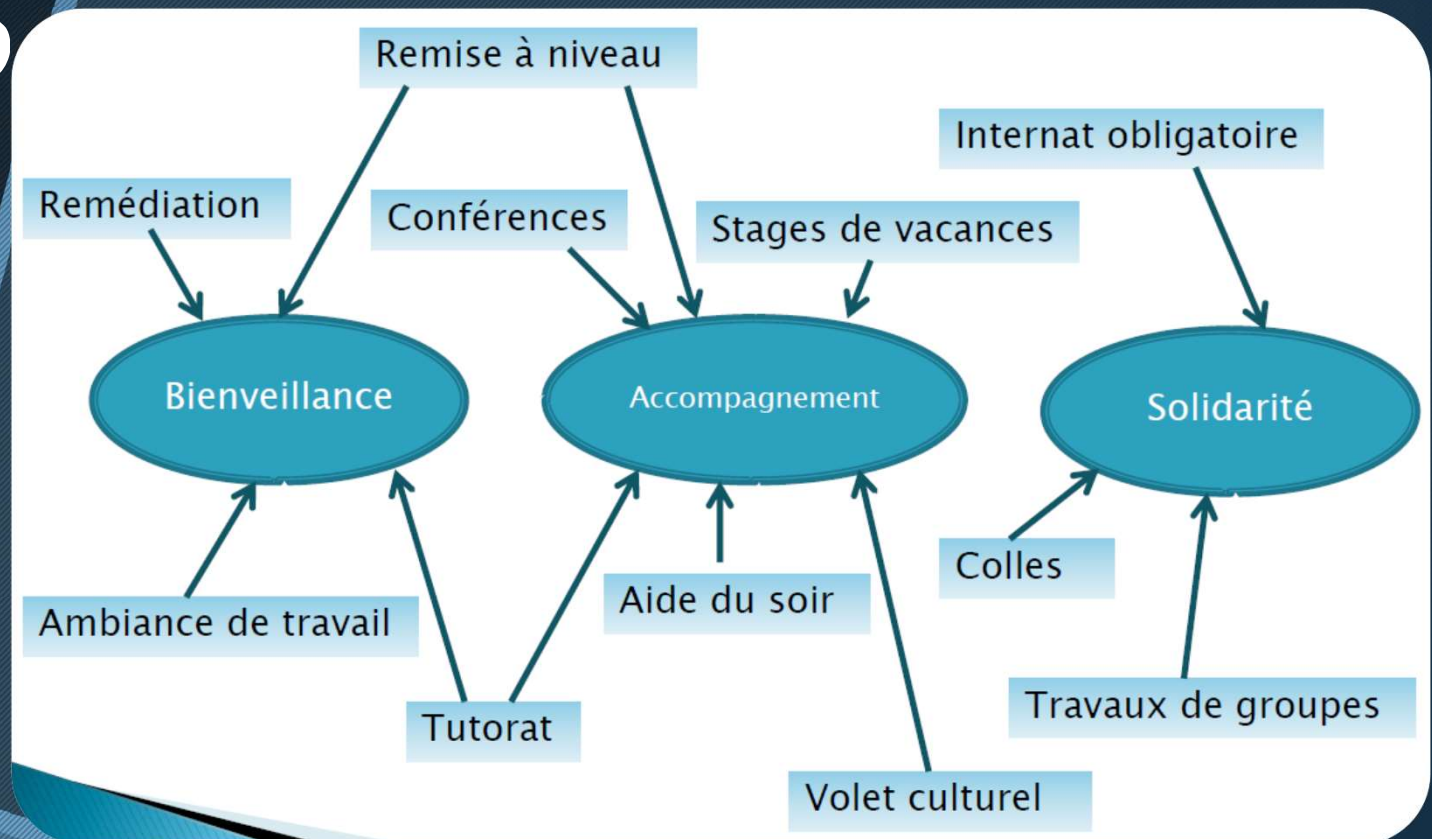 Remise à niveau
Internat obligatoire
Remédiation
Conférences
Stages de vacances
Bienveillance
Accompagnement
Solidarité
Colles
Aide du soir
Ambiance de travail
Travaux de groupes
Tutorat
Volet culturel